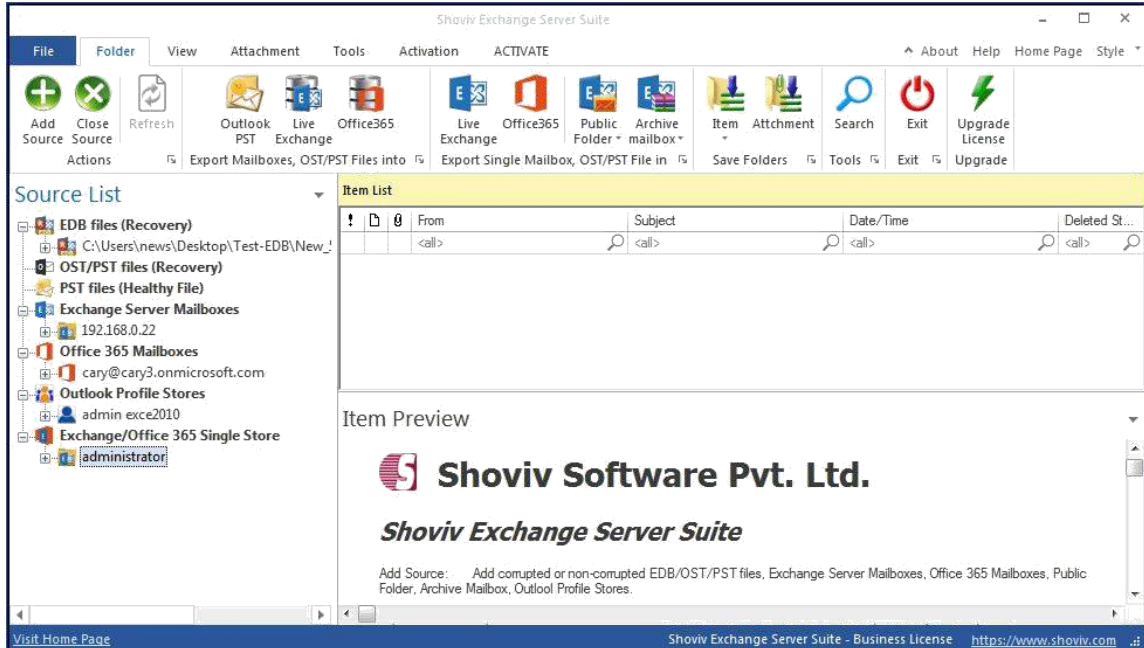 Shoviv Exchange Server Suite
File Folder View Attachment Tools Activation ACTIVATE About Help Home Page Style
Add Source Close Source Refresh Outlook PST Live Exchange Office365 Live Exchange Office365 Public Folder Archive mailbox Item Attchment Search Exit Upgrade License
Actions Export Mailboxes, OST/PST Files into Export Single Mailbox, OST/PST File in Save Folders Tools Exit Upgrade
Source List
EDB files (Recovery)
C:\Users\news\Desktop\Test-EDB\New_
OST/PST files (Recovery)
PST files (Healthy File)
Exchange Server Mailboxes
192.168.0.22
Office 365 Mailboxes
cary@cary3.onmicrosoft.com
Outlook Profile Stores
admin exce2010
Exchange/Office 365 Single Store
administrator
Item List
From Subject Date/Time Deleted St...
<all> <all> <all> <all>
Item Preview
S Shoviv Software Pvt. Ltd.
Shoviv Exchange Server Suite
Add Source: Add corrupted or non-corrupted EDB/OST/PST files, Exchange Server Mailboxes, Office 365 Mailboxes, Public
Folder, Archive Mailbox, Outlool Profile Stores.
Visit Home Page Shoviv Exchange Server Suite - Business License https://www.shoviv.com